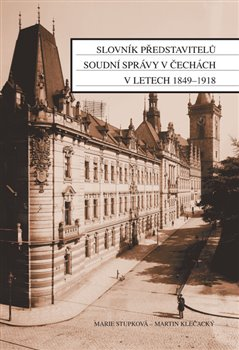 SLOVNÍK PŘEDSTAVITELŮ
SOUDNÍ SPRÁVY V ČECHÁCH
V LETECH 1849–1918
MARIE STUPKOVÁ – MARTIN KLEČACKÝ